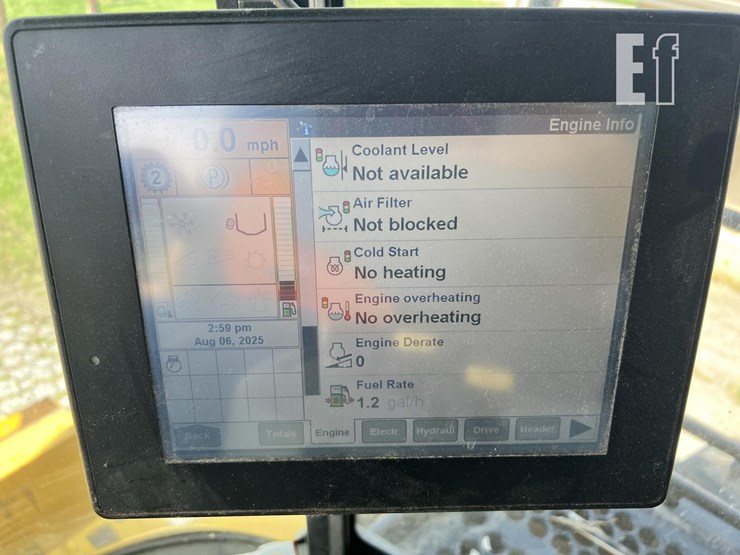 Ef
Engine Info
0.0 mph
2
P
Coolant Level
Not available
Air Filter
Not blocked
Cold Start
No heating
Engine overheating
No overheating
Engine Derate
0
Fuel Rate
1.2 gal/h
2:59 pm
Aug 06, 2025
Back
Totals
Engine
Electr
Hydrauli
Drive
Header